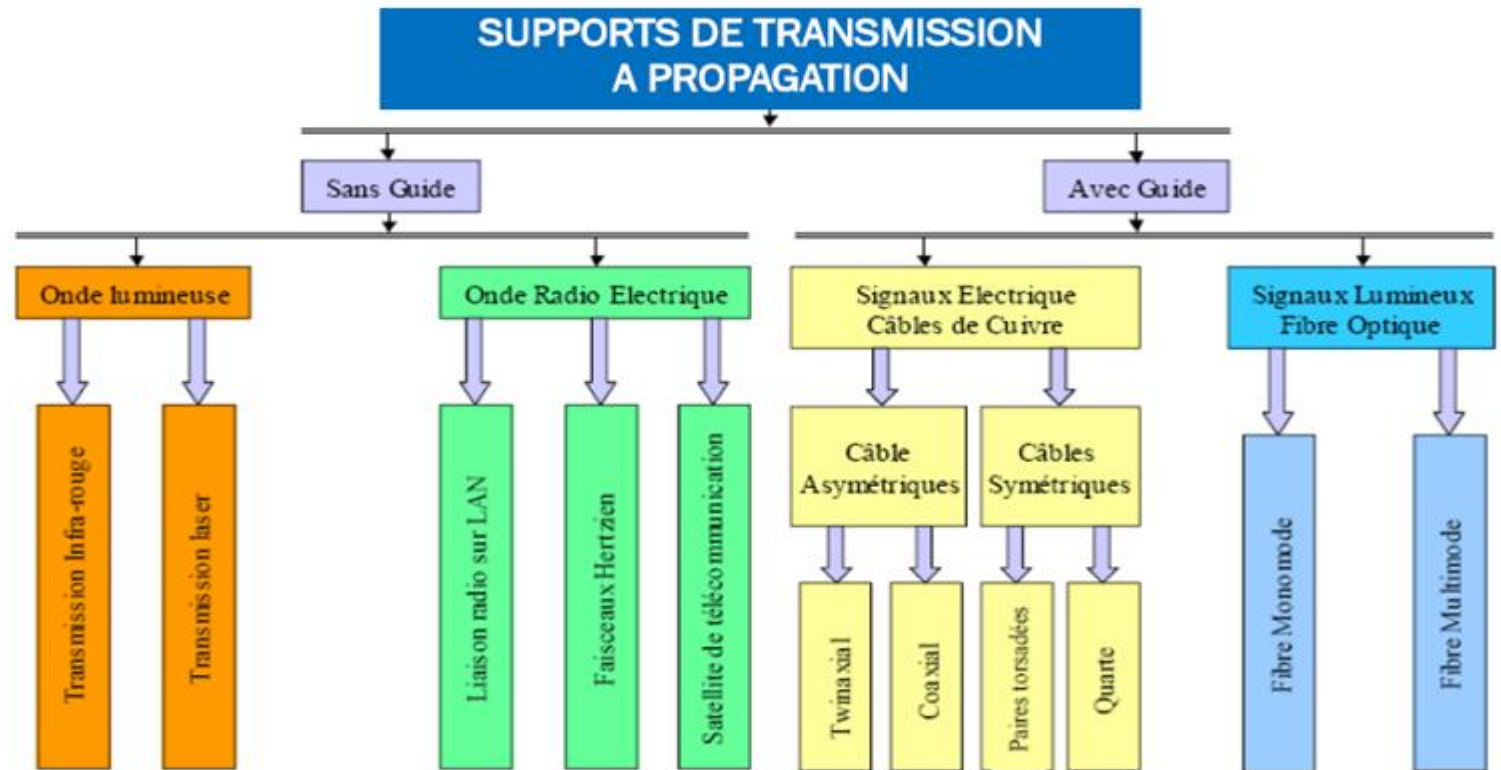 SUPPORTS DE TRANSMISSION
A PROPAGATION
Sans Guide
Avec Guide
Onde lumineuse
Onde Radio Electrique
Signaux Electrique
Câbles de Cuivre
Signaux Lumineux
Fibre Optique
Transmission Infra-rouge
Transmission laser
Liaison radio sur LAN
Faisceaux Hertzien
Satellite de télécommunication
Câble
Asymétriques
Câbles
Symétriques
Twinaxial
Coaxial
Paires torsadées
Quarte
Fibre Monomode
Fibre Multimode